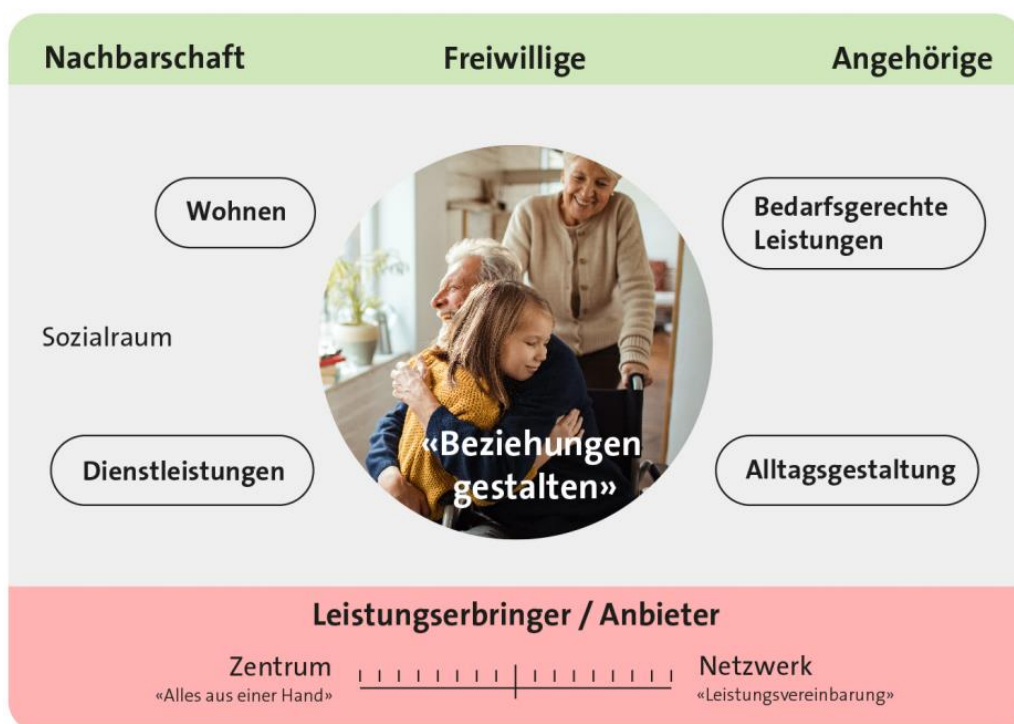 Nachbarschaft Freiwillige Angehörige
Wohnen
Bedarfsgerechte
Leistungen
Sozialraum
«Beziehungen
gestalten»
Dienstleistungen
Alltagsgestaltung
Leistungserbringer / Anbieter
Zentrum
«Alles aus einer Hand»
Netzwerk
«Leistungsvereinbarung»